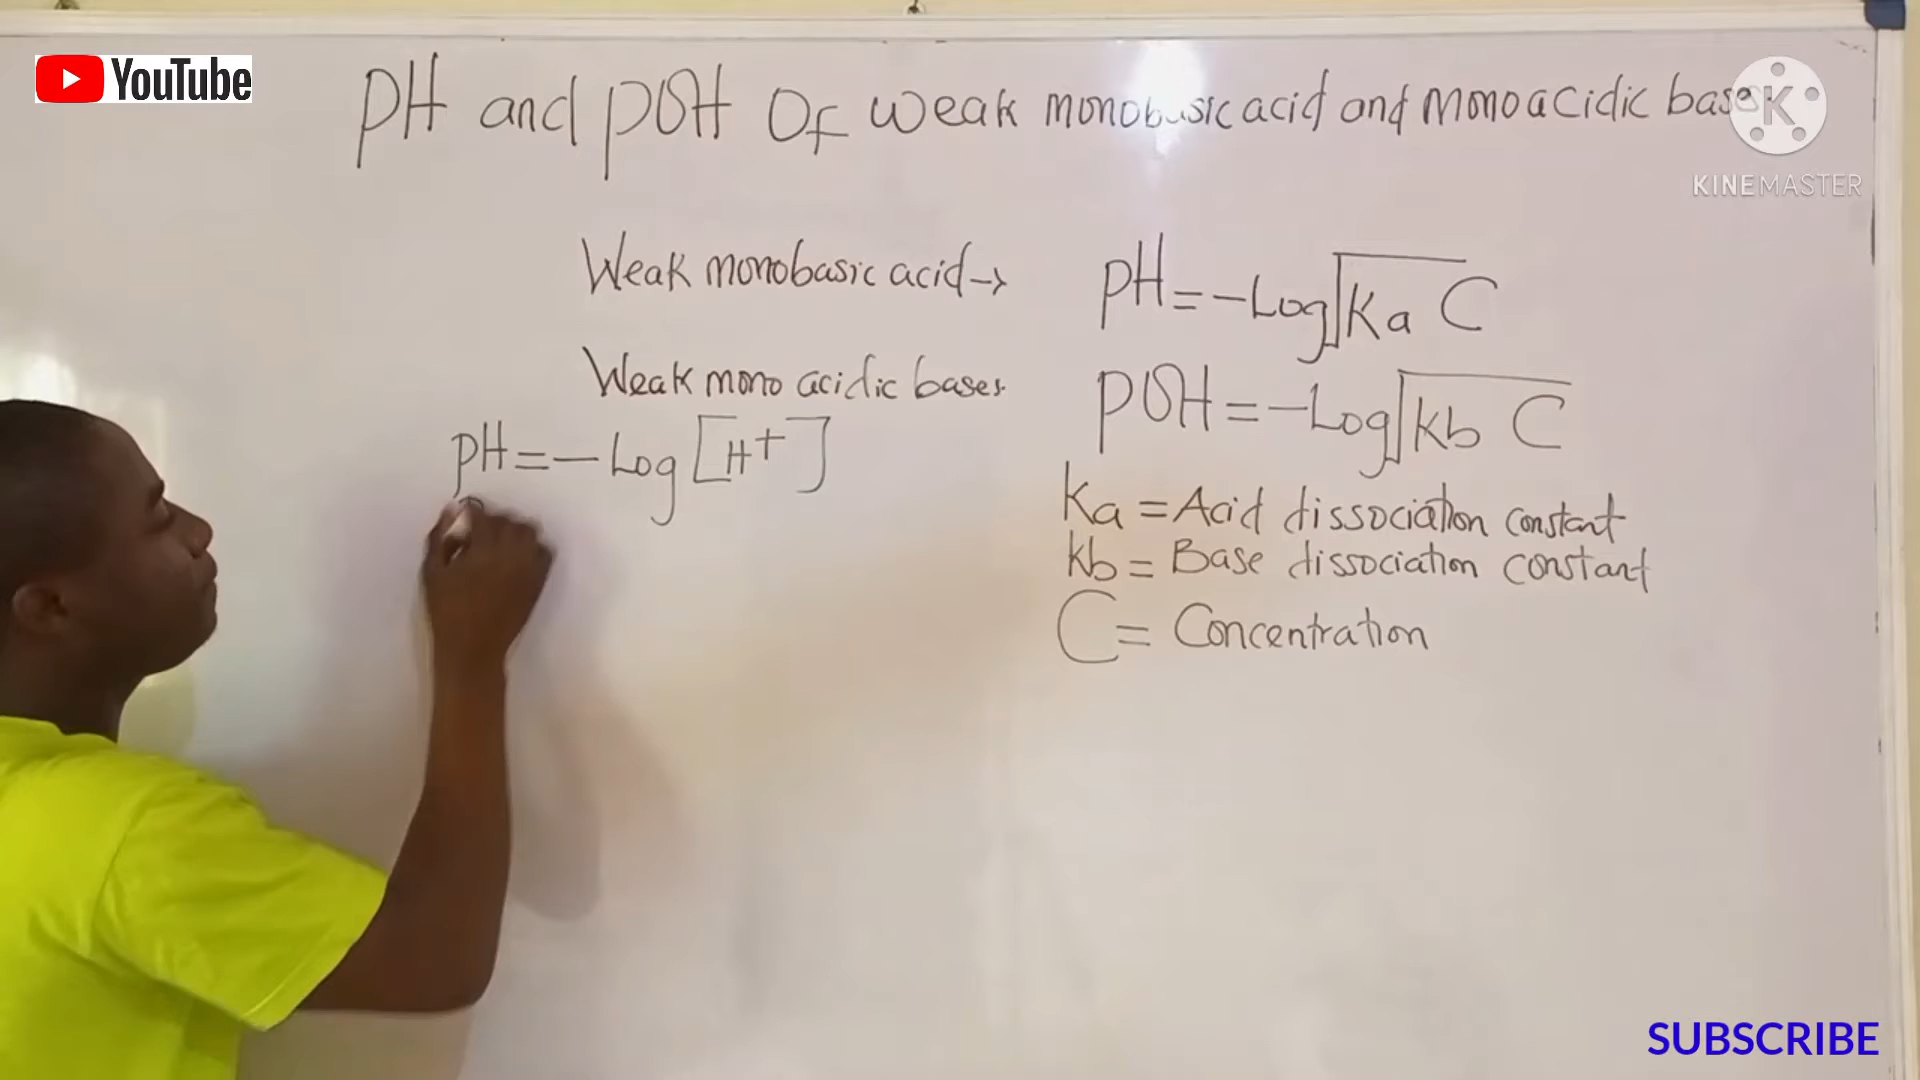 YouTube
pH and pOH Of weak monobasic acid and monoacidic base
KINEMASTER
Weak monobasic acid → pH = -Log√Ka C
Weak mono acidic bases. pOH = -Log√kb C
pH = - Log [H+]
Ka = Acid dissociation constant
kb = Base dissociation constant
C = Concentration
SUBSCRIBE